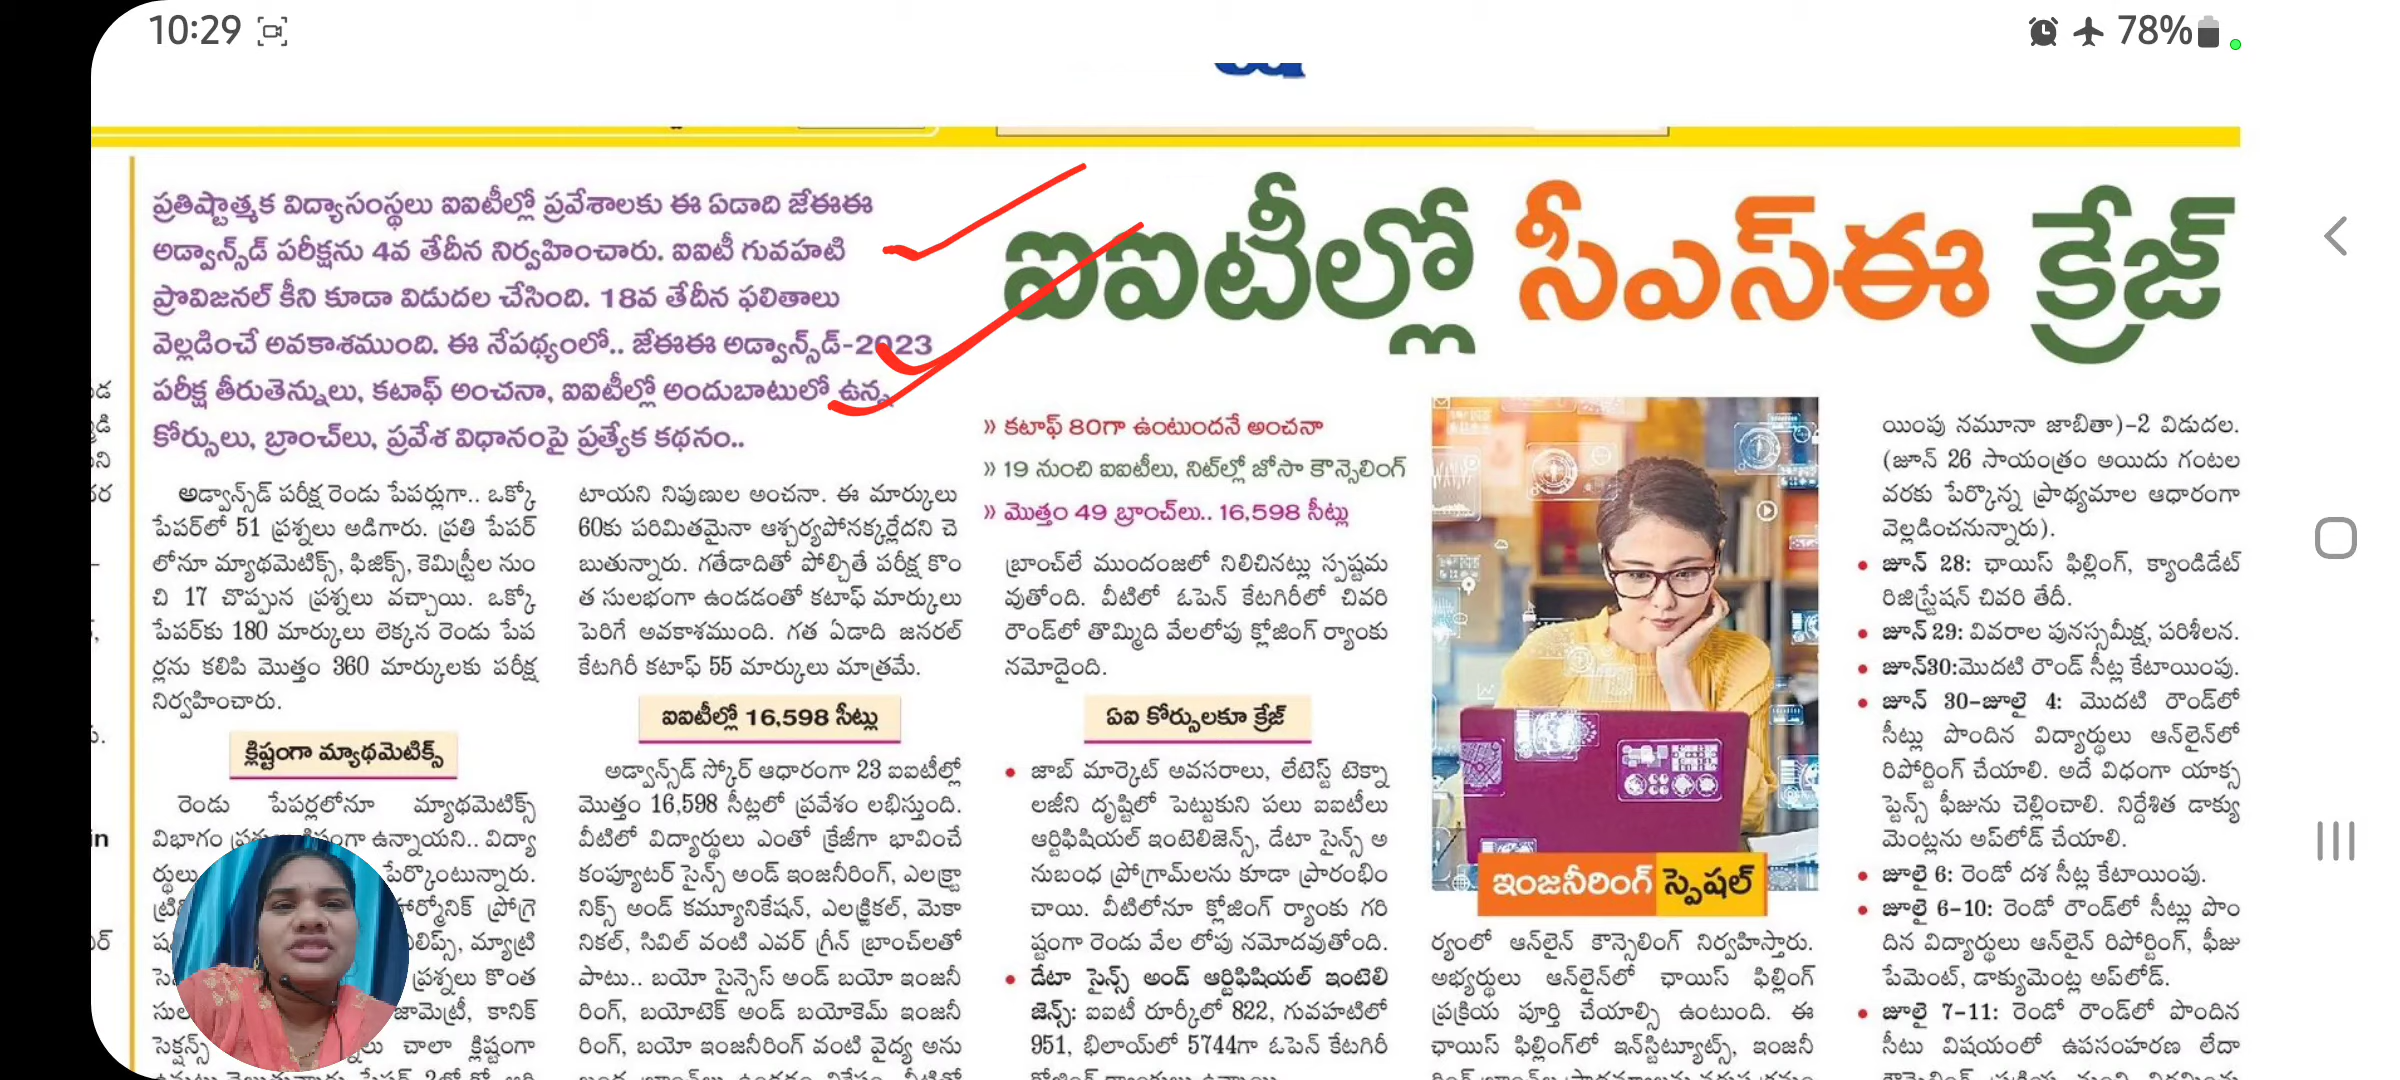 10:29
78%
ప్రతిష్టాత్మక విద్యాసంస్థలు ఐఐటీల్లో ప్రవేశాలకు ఈ ఏడాది జేఈఈ
అడ్వాన్స్‌డ్ పరీక్షను 4వ తేదీన నిర్వహించారు. ఐఐటీ గువహటి
ప్రొవిజనల్ కీని కూడా విడుదల చేసింది. 18వ తేదీన ఫలితాలు
వెల్లడించే అవకాశముంది. ఈ నేపథ్యంలో.. జేఈఈ అడ్వాన్స్‌డ్-2023
పరీక్ష తీరుతెన్నులు, కటాఫ్ అంచనా, ఐఐటీల్లో అందుబాటులో ఉన్న
కోర్సులు, బ్రాంచ్‌లు, ప్రవేశ విధానంపై ప్రత్యేక కథనం..
ఐఐటీల్లో సీఎస్ఈ క్రేజ్
అడ్వాన్స్‌డ్ పరీక్ష రెండు పేపర్లుగా.. ఒక్కో
పేపర్‌లో 51 ప్రశ్నలు అడిగారు. ప్రతి పేపర్
లోనూ మ్యాథమెటిక్స్, ఫిజిక్స్, కెమిస్ట్రీల నుం
చి 17 చొప్పున ప్రశ్నలు వచ్చాయి. ఒక్కో
పేపర్‌కు 180 మార్కులు లెక్కన రెండు పేప
ర్లను కలిపి మొత్తం 360 మార్కులకు పరీక్ష
నిర్వహించారు.
క్లిష్టంగా మ్యాథమెటిక్స్
రెండు పేపర్లలోనూ మ్యాథమెటిక్స్
విభాగం ఉన్నాయని.. విద్యా
ర్థులు పేర్కొంటున్నారు.
హార్మోనిక్ ప్రోగ్రె
మ్యాట్రి
ప్రశ్నలు కొంత
కానిక్
సెక్షన్స్ చాలా క్లిష్టంగా
టాయని నిపుణుల అంచనా. ఈ మార్కులు
60కు పరిమితమైనా ఆశ్చర్యపోనక్కర్లేదని చె
బుతున్నారు. గతేడాదితో పోల్చితే పరీక్ష కొం
త సులభంగా ఉండడంతో కటాఫ్ మార్కులు
పెరిగే అవకాశముంది. గత ఏడాది జనరల్
కేటగిరీ కటాఫ్ 55 మార్కులు మాత్రమే.
ఐఐటీల్లో 16,598 సీట్లు
అడ్వాన్స్‌డ్ స్కోర్ ఆధారంగా 23 ఐఐటీల్లో
మొత్తం 16,598 సీట్లలో ప్రవేశం లభిస్తుంది.
వీటిలో విద్యార్థులు ఎంతో క్రేజీగా భావించే
కంప్యూటర్ సైన్స్ అండ్ ఇంజనీరింగ్, ఎలక్ట్రా
నిక్స్ అండ్ కమ్యూనికేషన్, ఎలక్ట్రికల్, మెకా
నికల్, సివిల్ వంటి ఎవర్ గ్రీన్ బ్రాంచ్‌లతో
పాటు.. బయో సైన్సెస్ అండ్ బయో ఇంజనీ
రింగ్, బయోటెక్ అండ్ బయోకెమ్ ఇంజనీ
రింగ్, బయో ఇంజనీరింగ్ వంటి వైద్య అను
» కటాఫ్ 80గా ఉంటుందనే అంచనా
» 19 నుంచి ఐఐటీలు, నిట్‌ల్లో జోసా కౌన్సెలింగ్
» మొత్తం 49 బ్రాంచ్‌లు.. 16,598 సీట్లు
బ్రాంచ్‌లే ముందంజలో నిలిచినట్లు స్పష్టమ
వుతోంది. వీటిలో ఓపెన్ కేటగిరీలో చివరి
రౌండ్‌లో తొమ్మిది వేలలోపు క్లోజింగ్ ర్యాంకు
నమోదైంది.
ఏఐ కోర్సులకూ క్రేజ్
• జాబ్ మార్కెట్ అవసరాలు, లేటెస్ట్ టెక్నా
లజీని దృష్టిలో పెట్టుకుని పలు ఐఐటీలు
ఆర్టిఫిషియల్ ఇంటెలిజెన్స్, డేటా సైన్స్ అ
నుబంధ ప్రోగ్రామ్‌లను కూడా ప్రారంభిం
చాయి. వీటిలోనూ క్లోజింగ్ ర్యాంకు గరి
ష్టంగా రెండు వేల లోపు నమోదవుతోంది.
• డేటా సైన్స్ అండ్ ఆర్టిఫిషియల్ ఇంటెలి
జెన్స్: ఐఐటీ రూర్కీలో 822, గువహటిలో
951, భిలాయ్‌లో 5744గా ఓపెన్ కేటగిరీ
ఇంజనీరింగ్ స్పెషల్
ర్యంలో ఆన్‌లైన్ కౌన్సెలింగ్ నిర్వహిస్తారు.
అభ్యర్థులు ఆన్‌లైన్‌లో ఛాయిస్ ఫిల్లింగ్
ప్రక్రియ పూర్తి చేయాల్సి ఉంటుంది. ఈ
ఛాయిస్ ఫిల్లింగ్‌లో ఇన్‌స్టిట్యూట్స్, ఇంజనీ
యింపు నమూనా జాబితా)-2 విడుదల.
(జూన్ 26 సాయంత్రం అయిదు గంటల
వరకు పేర్కొన్న ప్రాథ్యమాల ఆధారంగా
వెల్లడించనున్నారు).
• జూన్ 28: ఛాయిస్ ఫిల్లింగ్, క్యాండిడేట్
రిజిస్ట్రేషన్ చివరి తేదీ.
• జూన్ 29: వివరాల పునస్సమీక్ష, పరిశీలన.
• జూన్30:మొదటి రౌండ్ సీట్ల కేటాయింపు.
• జూన్ 30-జూలై 4: మొదటి రౌండ్‌లో
సీట్లు పొందిన విద్యార్థులు ఆన్‌లైన్‌లో
రిపోర్టింగ్ చేయాలి. అదే విధంగా యాక్స
ప్టెన్స్ ఫీజును చెల్లించాలి. నిర్దేశిత డాక్యు
మెంట్లను అప్‌లోడ్ చేయాలి.
• జూలై 6: రెండో దశ సీట్ల కేటాయింపు.
• జూలై 6-10: రెండో రౌండ్‌లో సీట్లు పొం
దిన విద్యార్థులు ఆన్‌లైన్ రిపోర్టింగ్, ఫీజు
పేమెంట్, డాక్యుమెంట్ల అప్‌లోడ్.
• జూలై 7-11: రెండో రౌండ్‌లో పొందిన
సీటు విషయంలో ఉపసంహరణ లేదా